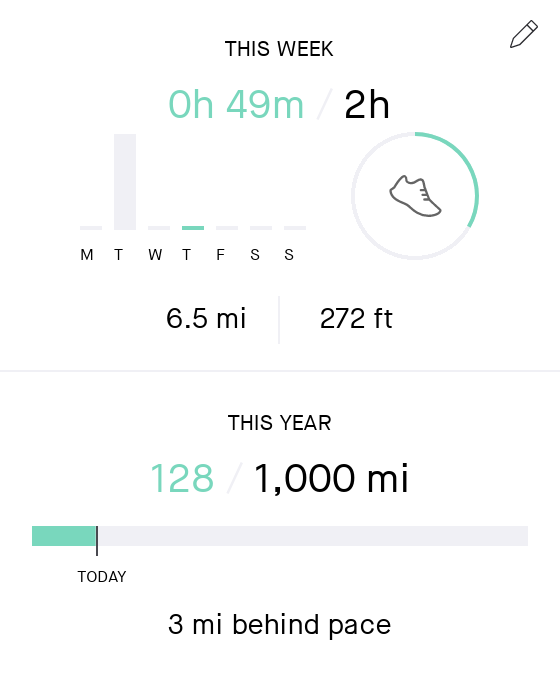 THIS WEEK
0h 49m / 2h
M T W T F S S
6.5 mi 272 ft
THIS YEAR
128 / 1,000 mi
TODAY
3 mi behind pace